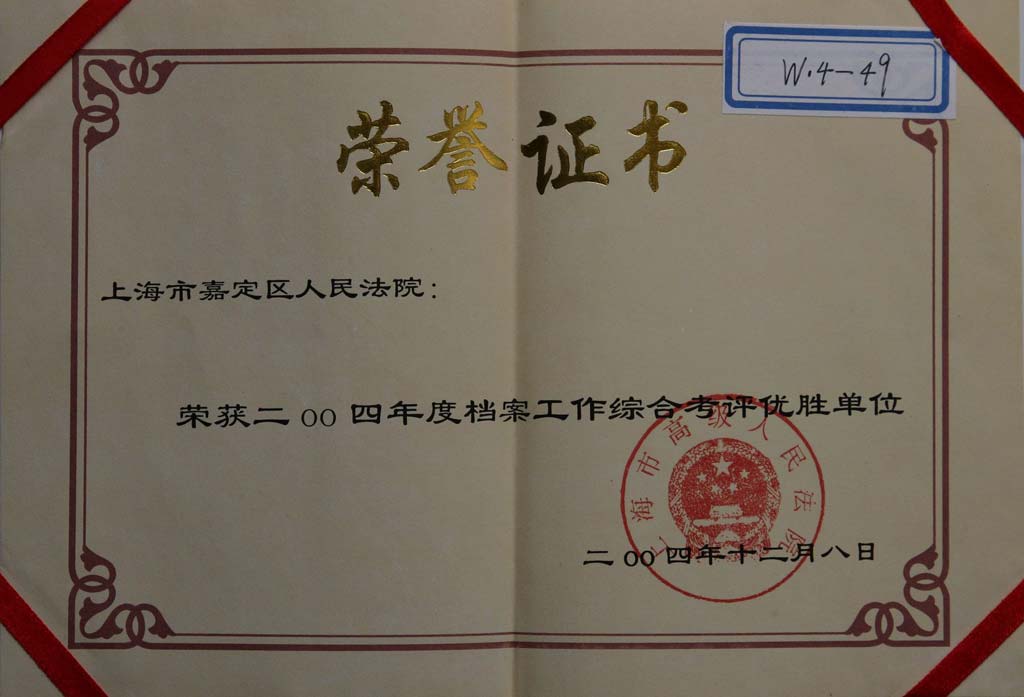 W.4-49
荣誉证书
上海市嘉定区人民法院：
荣获二00四年度档案工作综合考评优胜单位
上海市高级人民法院
二00四年十二月八日